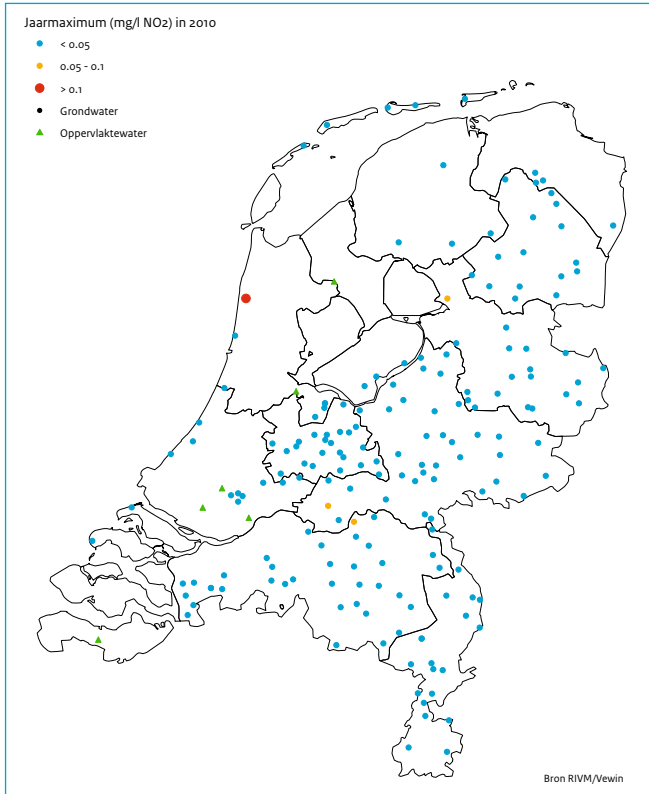 Jaarmaximum (mg/l NO2) in 2010
< 0.05
0.05 - 0.1
> 0.1
Grondwater
Oppervlaktewater
Bron RIVM/Vewin